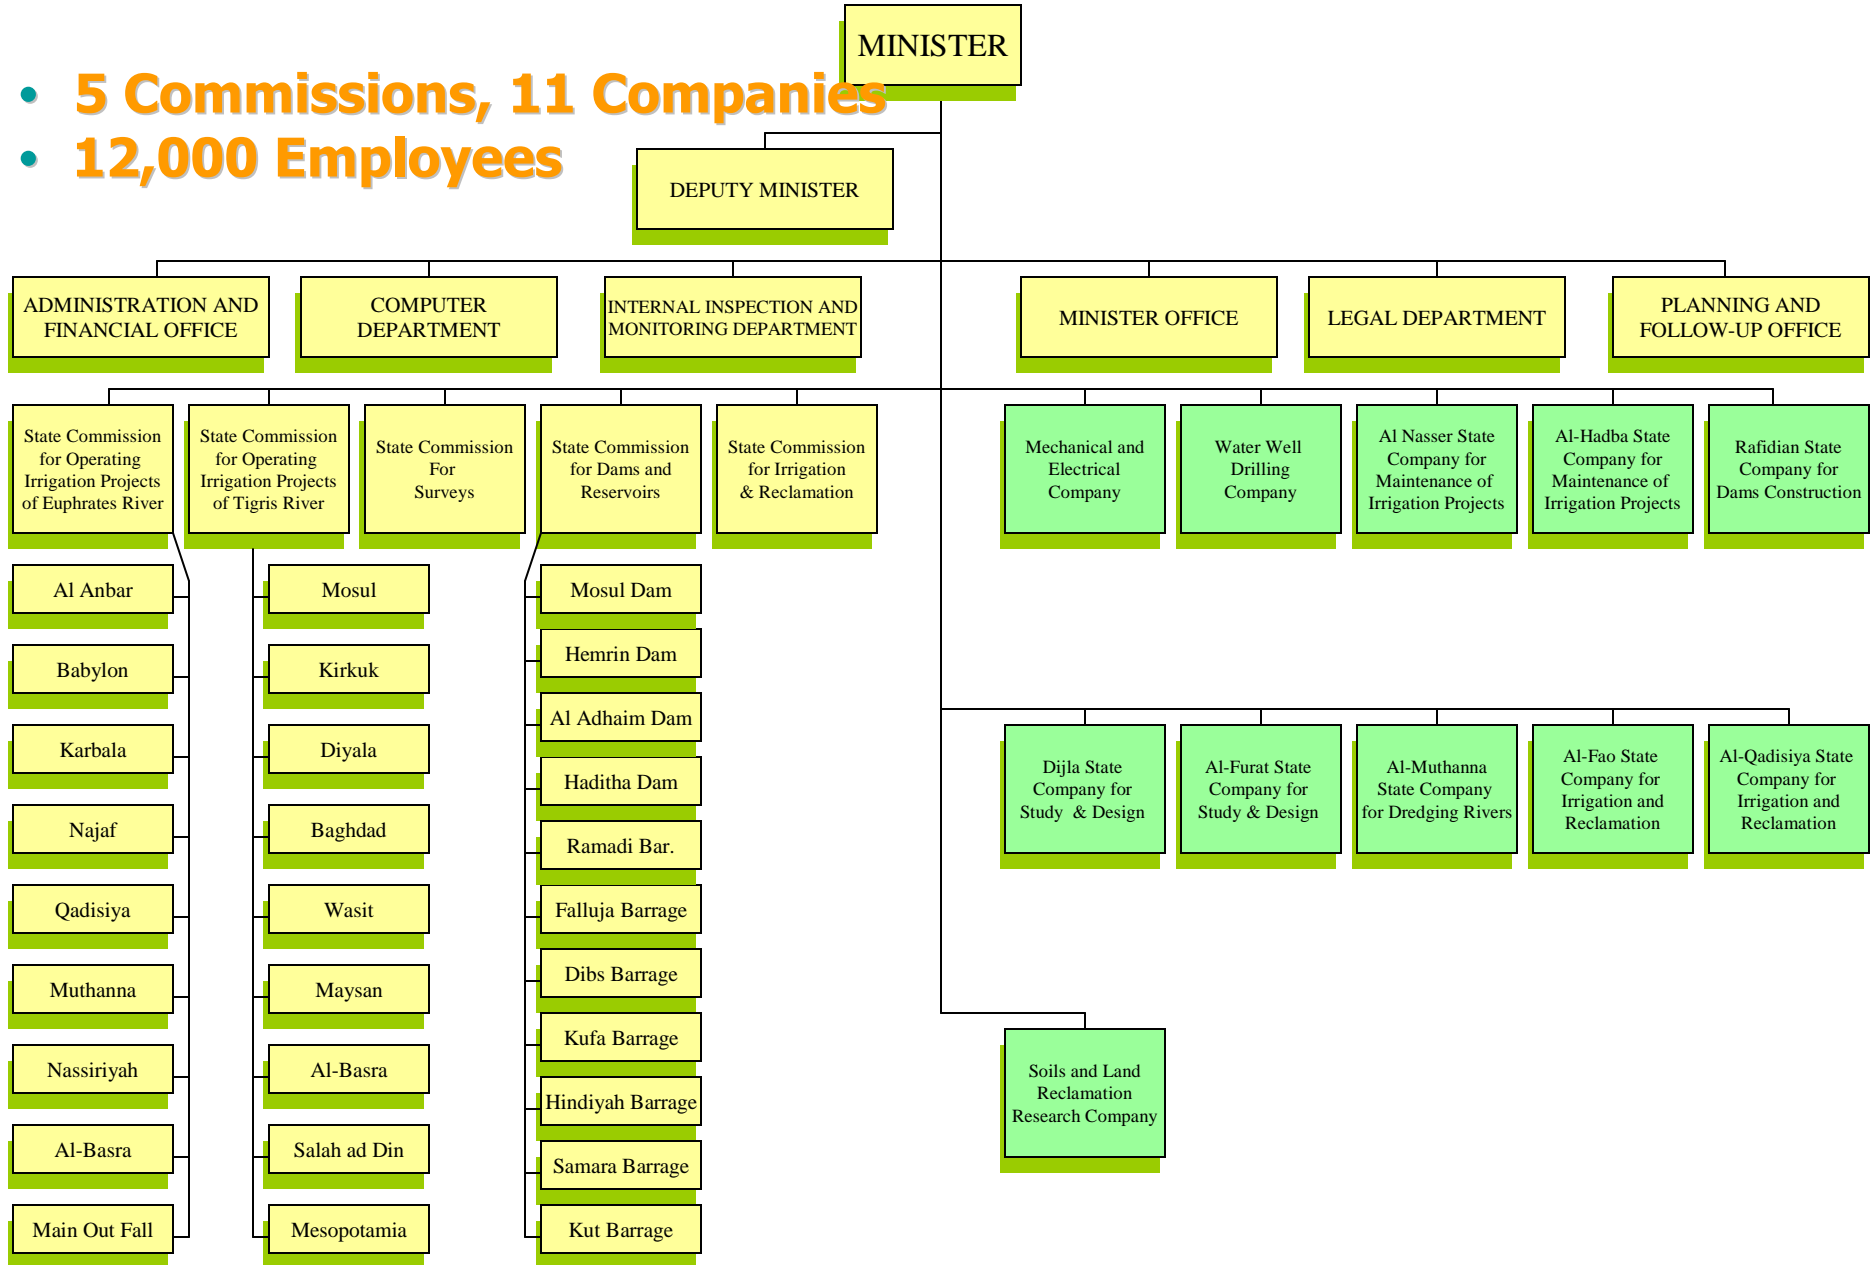 MINISTER
• 5 Commissions, 11 Companies
• 12,000 Employees
DEPUTY MINISTER
ADMINISTRATION AND
FINANCIAL OFFICE
COMPUTER
DEPARTMENT
INTERNAL INSPECTION AND
MONITORING DEPARTMENT
MINISTER OFFICE
LEGAL DEPARTMENT
PLANNING AND
FOLLOW-UP OFFICE
State Commission
for Operating
Irrigation Projects
of Euphrates River
State Commission
for Operating
Irrigation Projects
of Tigris River
State Commission
For
Surveys
State Commission
for Dams and
Reservoirs
State Commission
for Irrigation
& Reclamation
Mechanical and
Electrical
Company
Water Well
Drilling
Company
Al Nasser State
Company for
Maintenance of
Irrigation Projects
Al-Hadba State
Company for
Maintenance of
Irrigation Projects
Rafidian State
Company for
Dams Construction
Al Anbar
Babylon
Karbala
Najaf
Qadisiya
Muthanna
Nassiriyah
Al-Basra
Main Out Fall
Mosul
Kirkuk
Diyala
Baghdad
Wasit
Maysan
Al-Basra
Salah ad Din
Mesopotamia
Mosul Dam
Hemrin Dam
Al Adhaim Dam
Haditha Dam
Ramadi Bar.
Falluja Barrage
Dibs Barrage
Kufa Barrage
Hindiyah Barrage
Samara Barrage
Kut Barrage
Dijla State
Company for
Study & Design
Al-Furat State
Company for
Study & Design
Al-Muthanna
State Company
for Dredging Rivers
Al-Fao State
Company for
Irrigation and
Reclamation
Al-Qadisiya State
Company for
Irrigation and
Reclamation
Soils and Land
Reclamation
Research Company